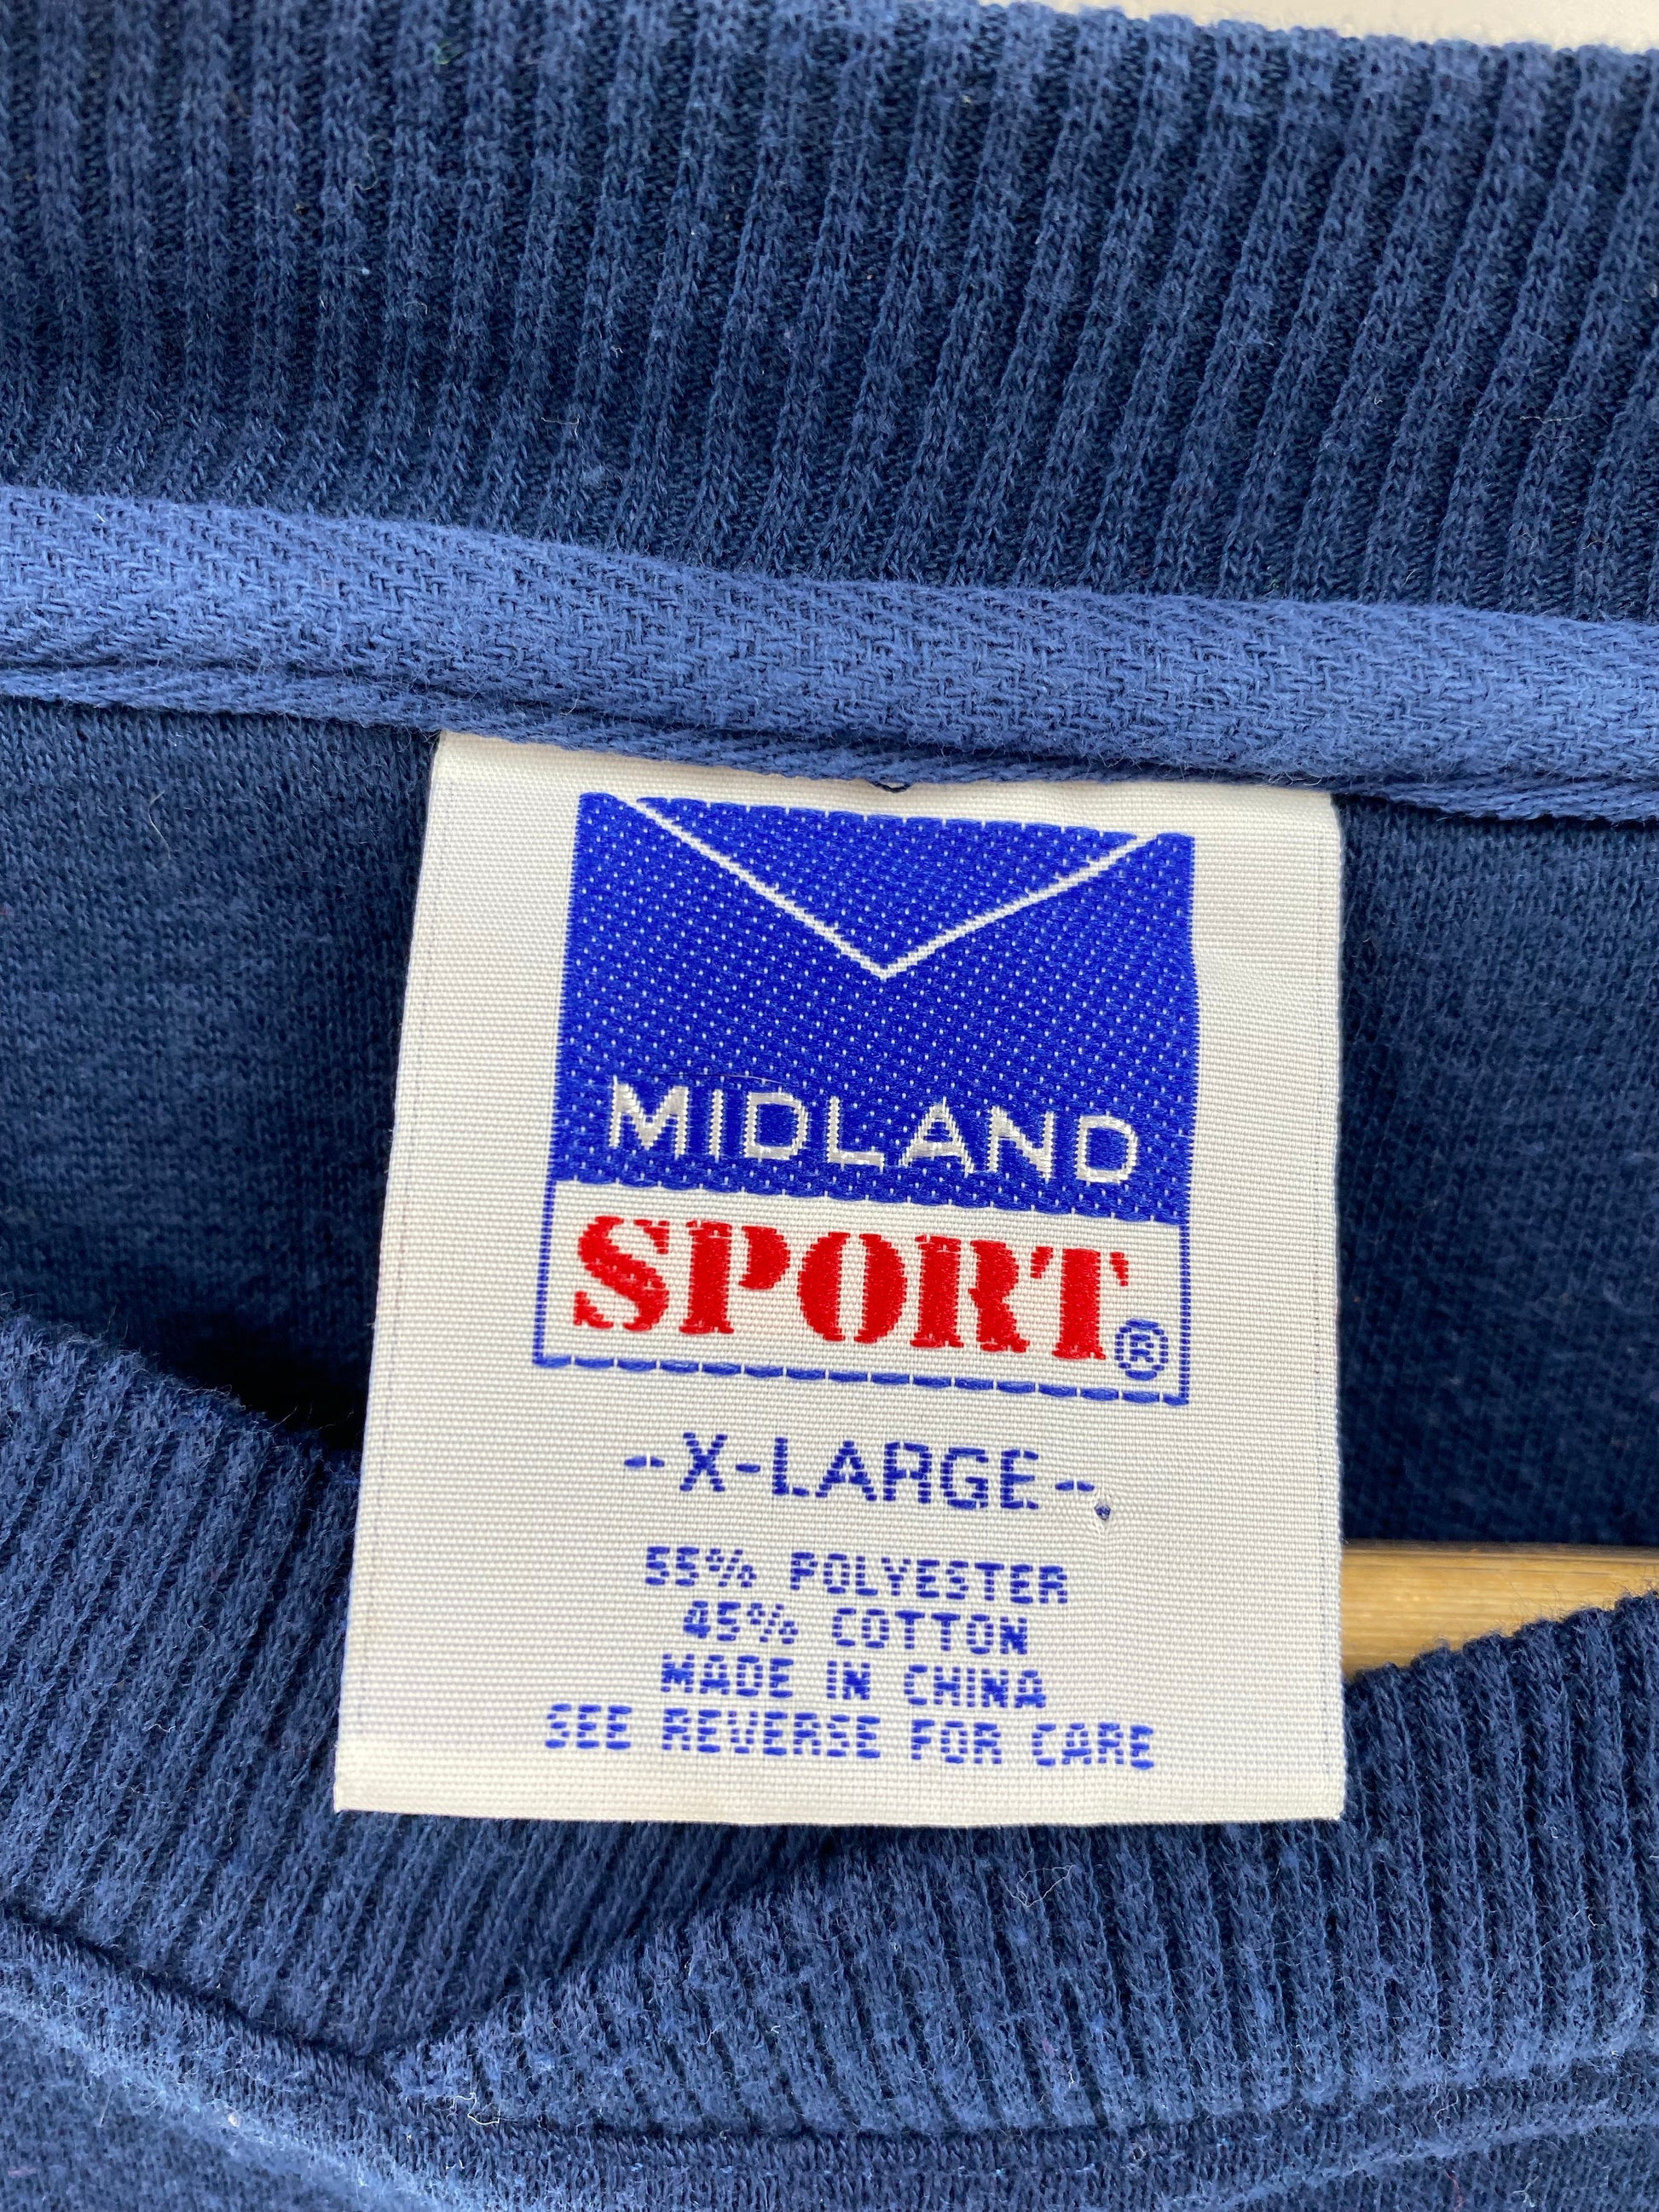 MIDLAND
SPORT®
-X-LARGE-
55% POLYESTER
45% COTTON
MADE IN CHINA
SEE REVERSE FOR CARE